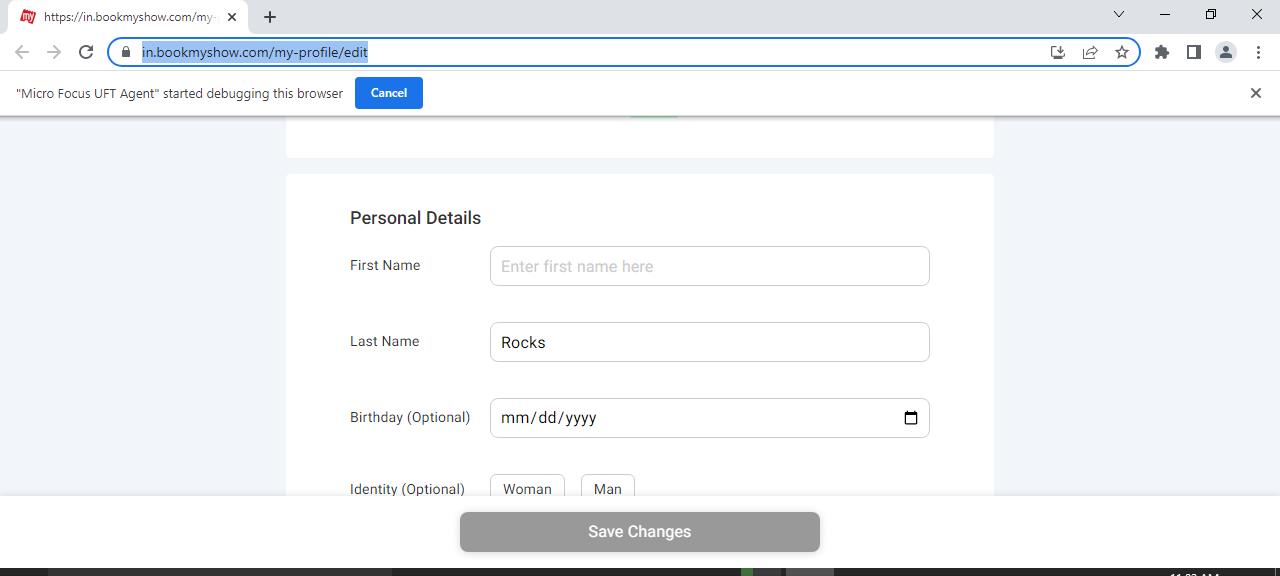 https://in.bookmyshow.com/my-
in.bookmyshow.com/my-profile/edit
"Micro Focus UFT Agent" started debugging this browser Cancel
Personal Details
First Name Enter first name here
Last Name Rocks
Birthday (Optional) mm/dd/yyyy
Identity (Optional) Woman Man
Save Changes